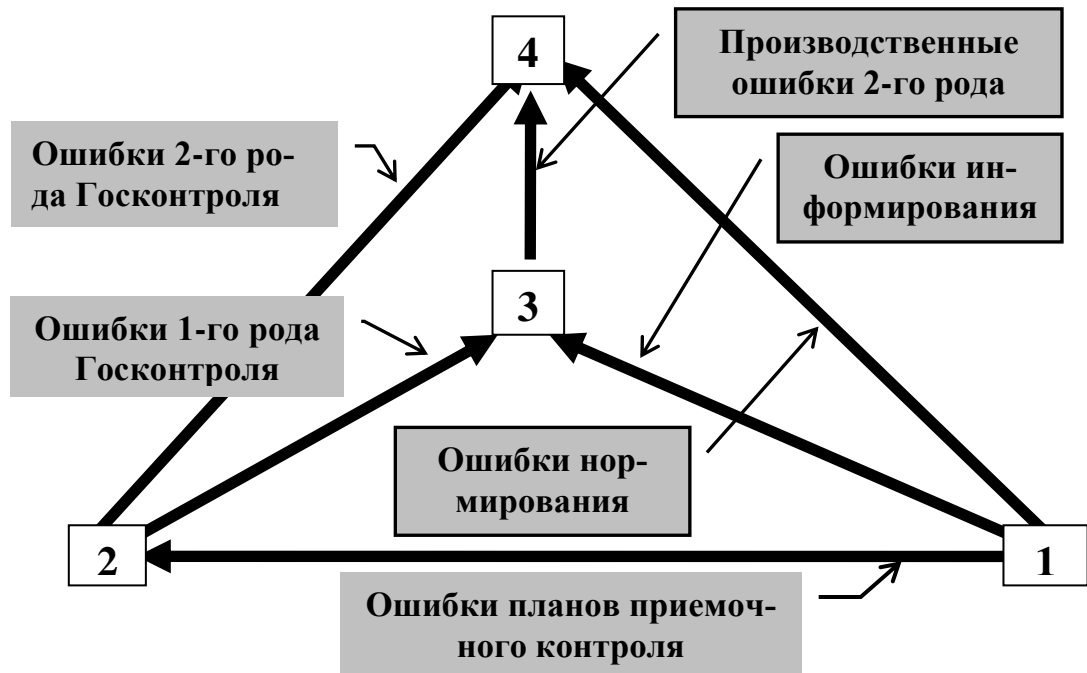 4
Производственные
ошибки 2-го рода
Ошибки 2-го ро-
да Госконтроля
Ошибки ин-
формирования
3
Ошибки 1-го рода
Госконтроля
Ошибки нор-
мирования
2
1
Ошибки планов приемоч-
ного контроля